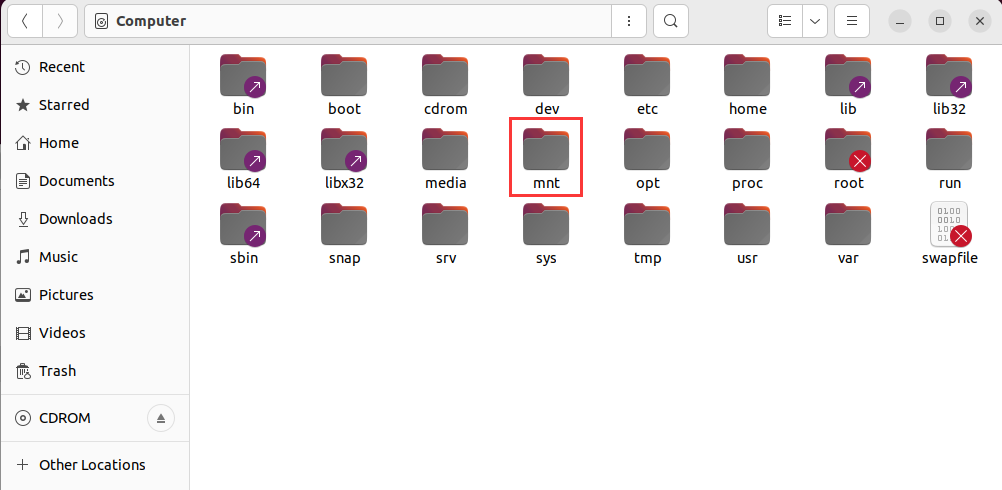 Computer
Recent
Starred
Home
Documents
Downloads
Music
Pictures
Videos
Trash
CDROM
Other Locations
bin boot cdrom dev etc home lib lib32
lib64 libx32 media mnt opt proc root run
sbin snap srv sys tmp usr var swapfile